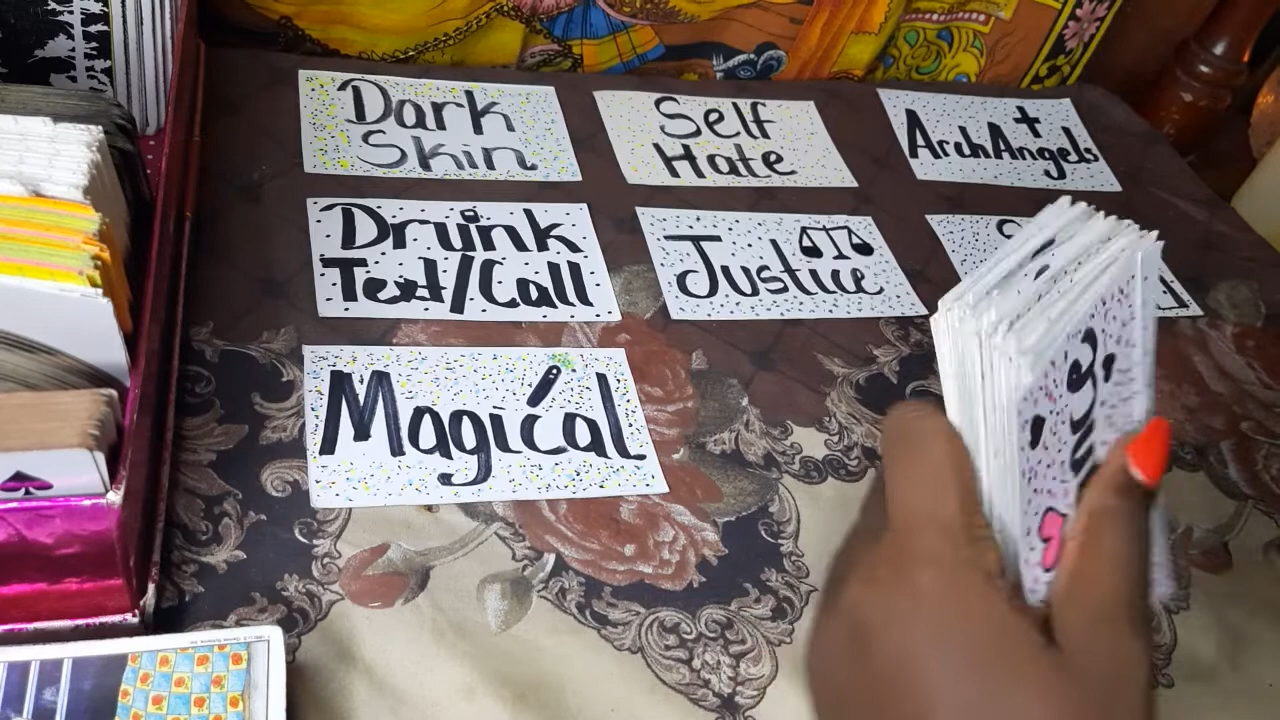 Dark
Skin
Self
Hate
ArchAngels
Drunk
Text/Call
Justice
Magical